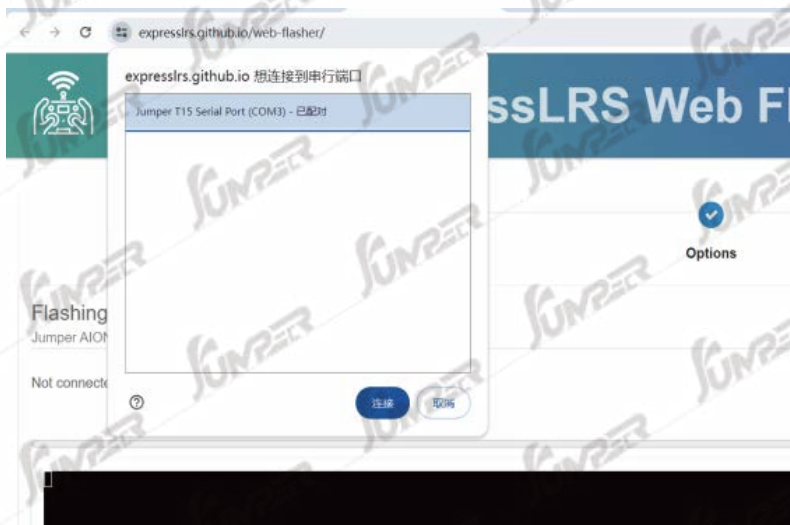 expresslrs.github.io/web-flasher/
expresslrs.github.io 想连接到串行端口
Jumper T15 Serial Port (COM3) - 已配对
ssLRS Web Fl
Options
Flashing
Jumper AION
Not connecte
连接
取消
JUMPER